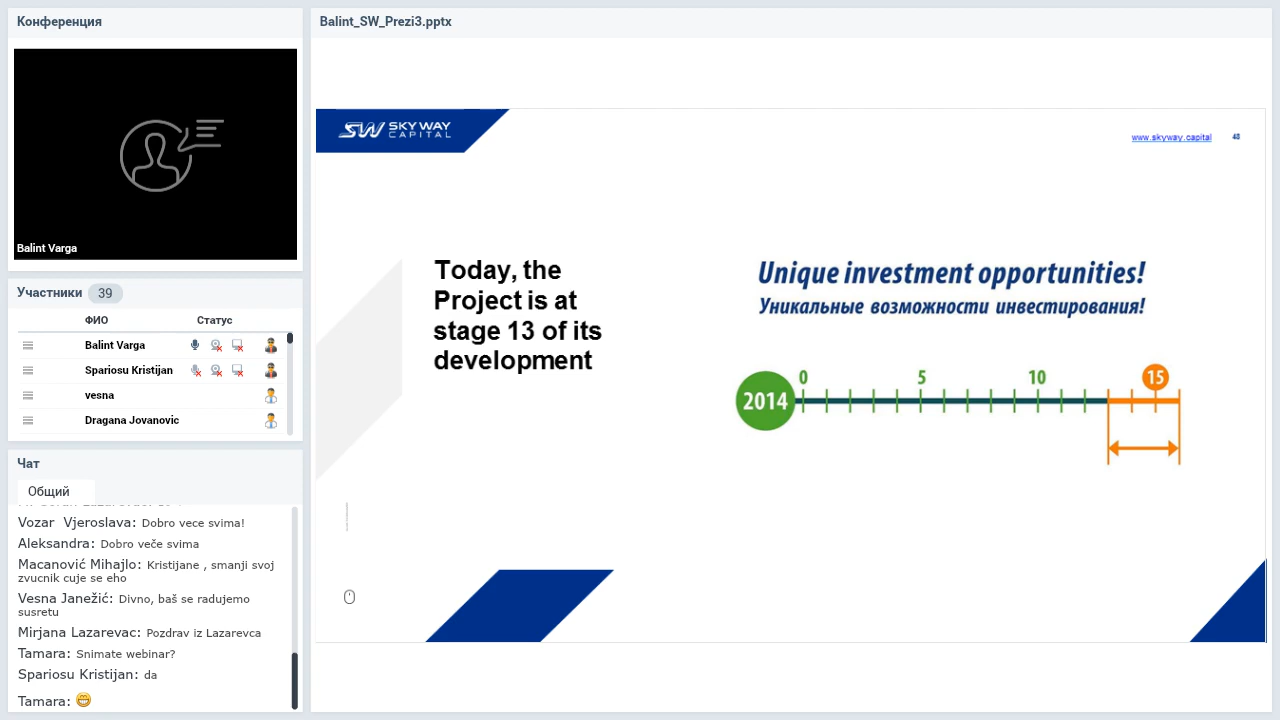 Конференция
Balint Varga
Участники 39
ФИО Статус
Balint Varga
Spariosu Kristijan
vesna
Dragana Jovanovic
Чат
Общий
Vozar Vjeroslava: Dobro vece svima!
Aleksandra: Dobro veče svima
Macanović Mihajlo: Kristijane , smanji svoj
zvucnik cuje se eho
Vesna Janežić: Divno, baš se radujemo
susretu
Mirjana Lazarevac: Pozdrav iz Lazarevca
Tamara: Snimate webinar?
Spariosu Kristijan: da
Tamara:
Balint_SW_Prezi3.pptx
SW SKY WAY
CAPITAL
www.skyway.capital 48
Today, the
Project is at
stage 13 of its
development
Unique investment opportunities!
Уникальные возможности инвестирования!
2014 0 5 10 15